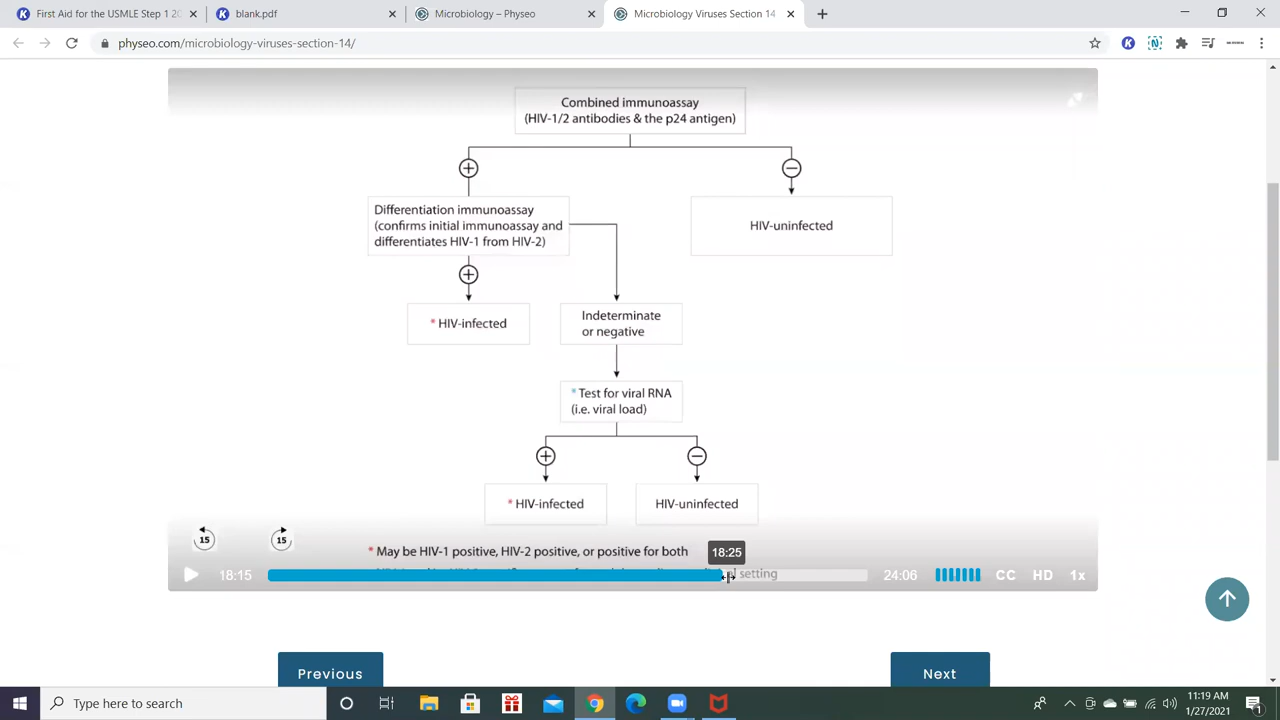 First Aid for the USMLE Step 1 20
blank.pdf
Microbiology – Physeo
Microbiology Viruses Section 14
physeo.com/microbiology-viruses-section-14/
Combined immunoassay
(HIV-1/2 antibodies & the p24 antigen)
+
−
Differentiation immunoassay
(confirms initial immunoassay and
differentiates HIV-1 from HIV-2)
HIV-uninfected
+
* HIV-infected
Indeterminate
or negative
* Test for viral RNA
(i.e. viral load)
+
−
* HIV-infected
HIV-uninfected
15
15
* May be HIV-1 positive, HIV-2 positive, or positive for both
18:25
18:15
setting
24:06
CC
HD
1x
Previous
Next
Type here to search
11:19 AM
1/27/2021
1